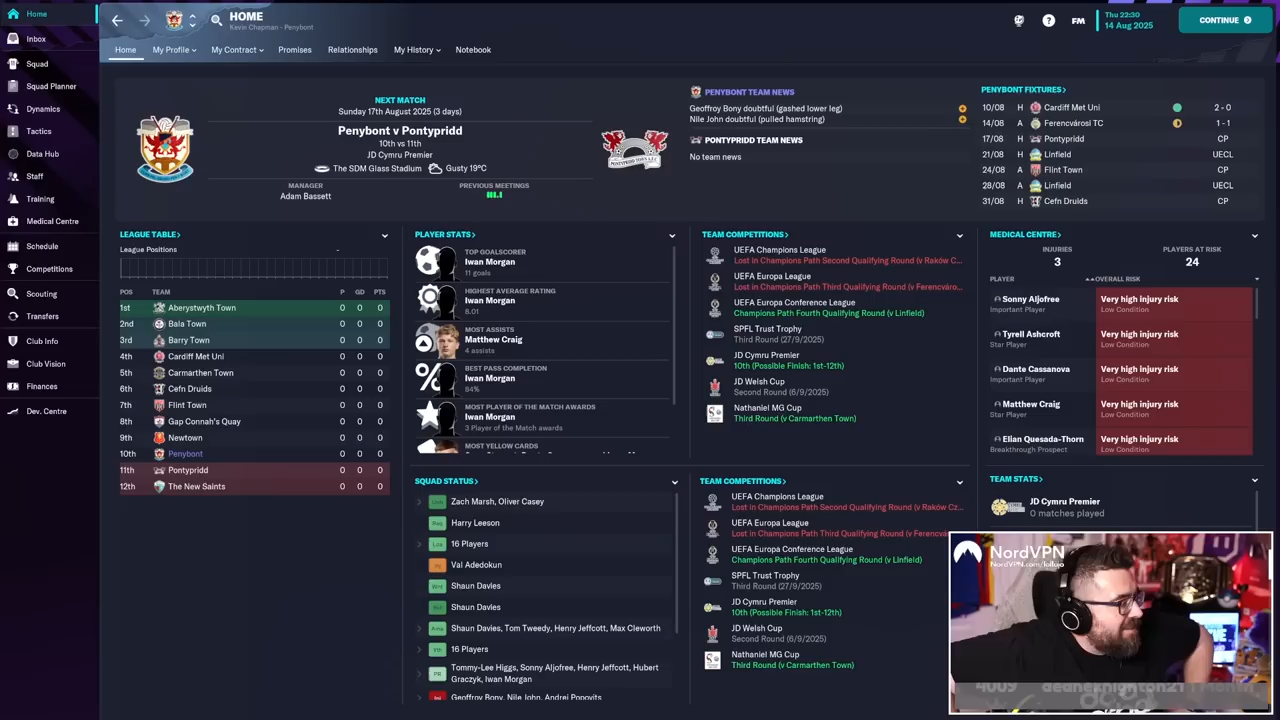 Home
Inbox
Squad
Squad Planner
Dynamics
Tactics
Data Hub
Staff
Training
Medical Centre
Schedule
Competitions
Scouting
Transfers
Club Info
Club Vision
Finances
Dev. Centre
HOME
Kevin Chapman - Penybont
FM
Thu 22:30
14 Aug 2025
CONTINUE
Home My Profile My Contract Promises Relationships My History Notebook
NEXT MATCH
Sunday 17th August 2025 (3 days)
Penybont v Pontypridd
10th vs 11th
JD Cymru Premier
The SDM Glass Stadium Gusty 19ºC
MANAGER
Adam Bassett
PREVIOUS MEETINGS
PENYBONT TEAM NEWS
Geoffroy Bony doubtful (gashed lower leg)
Nile John doubtful (pulled hamstring)
PONTYPRIDD TEAM NEWS
No team news
PENYBONT FIXTURES>
10/08 H Cardiff Met Uni 2 - 0
14/08 A Ferencvárosi TC 1 - 1
17/08 H Pontypridd CP
21/08 H Linfield UECL
24/08 A Flint Town CP
28/08 A Linfield UECL
31/08 H Cefn Druids CP
LEAGUE TABLE>
League Positions -
POS TEAM P GD PTS
1st Aberystwyth Town 0 0 0
2nd Bala Town 0 0 0
3rd Barry Town 0 0 0
4th Cardiff Met Uni 0 0 0
5th Carmarthen Town 0 0 0
6th Cefn Druids 0 0 0
7th Flint Town 0 0 0
8th Gap Connah's Quay 0 0 0
9th Newtown 0 0 0
10th Penybont 0 0 0
11th Pontypridd 0 0 0
12th The New Saints 0 0 0
PLAYER STATS>
TOP GOALSCORER
Iwan Morgan
11 goals
HIGHEST AVERAGE RATING
Iwan Morgan
8.01
MOST ASSISTS
Matthew Craig
4 assists
BEST PASS COMPLETION
Iwan Morgan
84%
MOST PLAYER OF THE MATCH AWARDS
Iwan Morgan
3 Player of the Match awards
MOST YELLOW CARDS
SQUAD STATUS>
Zach Marsh, Oliver Casey
Harry Leeson
Loa 16 Players
Val Adedokun
Wnt Shaun Davies
Shaun Davies
Shaun Davies, Tom Tweedy, Henry Jeffcott, Max Cleworth
16 Players
PR Tommy-Lee Higgs, Sonny Aljofree, Henry Jeffcott, Hubert
Graczyk, Iwan Morgan
Inj Geoffroy Bony, Nile John, Andrei Popovits
TEAM COMPETITIONS>
UEFA Champions League
Lost in Champions Path Second Qualifying Round (v Raków Cz...
UEFA Europa League
Lost in Champions Path Third Qualifying Round (v Ferencváro...
UEFA Europa Conference League
Champions Path Fourth Qualifying Round (v Linfield)
SPFL Trust Trophy
Third Round (27/9/2025)
JD Cymru Premier
10th (Possible Finish: 1st-12th)
JD Welsh Cup
Second Round (6/9/2025)
Nathaniel MG Cup
Third Round (v Carmarthen Town)
TEAM COMPETITIONS>
UEFA Champions League
Lost in Champions Path Second Qualifying Round (v Raków Cz...
UEFA Europa League
Lost in Champions Path Third Qualifying Round (v Ferencva
UEFA Europa Conference League
Champions Path Fourth Qualifying Round (v Linfield)
SPFL Trust Trophy
Third Round (27/9/2025)
JD Cymru Premier
10th (Possible Finish: 1st-12th)
JD Welsh Cup
Second Round (6/9/2025)
Nathaniel MG Cup
Third Round (v Carmarthen Town)
MEDICAL CENTRE>
INJURIES PLAYERS AT RISK
3 24
PLAYER OVERALL RISK
Sonny Aljofree Very high injury risk
Important Player Low Condition
Tyrell Ashcroft Very high injury risk
Star Player Low Condition
Dante Cassanova Very high injury risk
Important Player Low Condition
Matthew Craig Very high injury risk
Star Player Low Condition
Elian Quesada-Thorn Very high injury risk
Breakthrough Prospect Low Condition
TEAM STATS>
JD Cymru Premier
0 matches played
NordVPN
NordVPN.com/lollujo